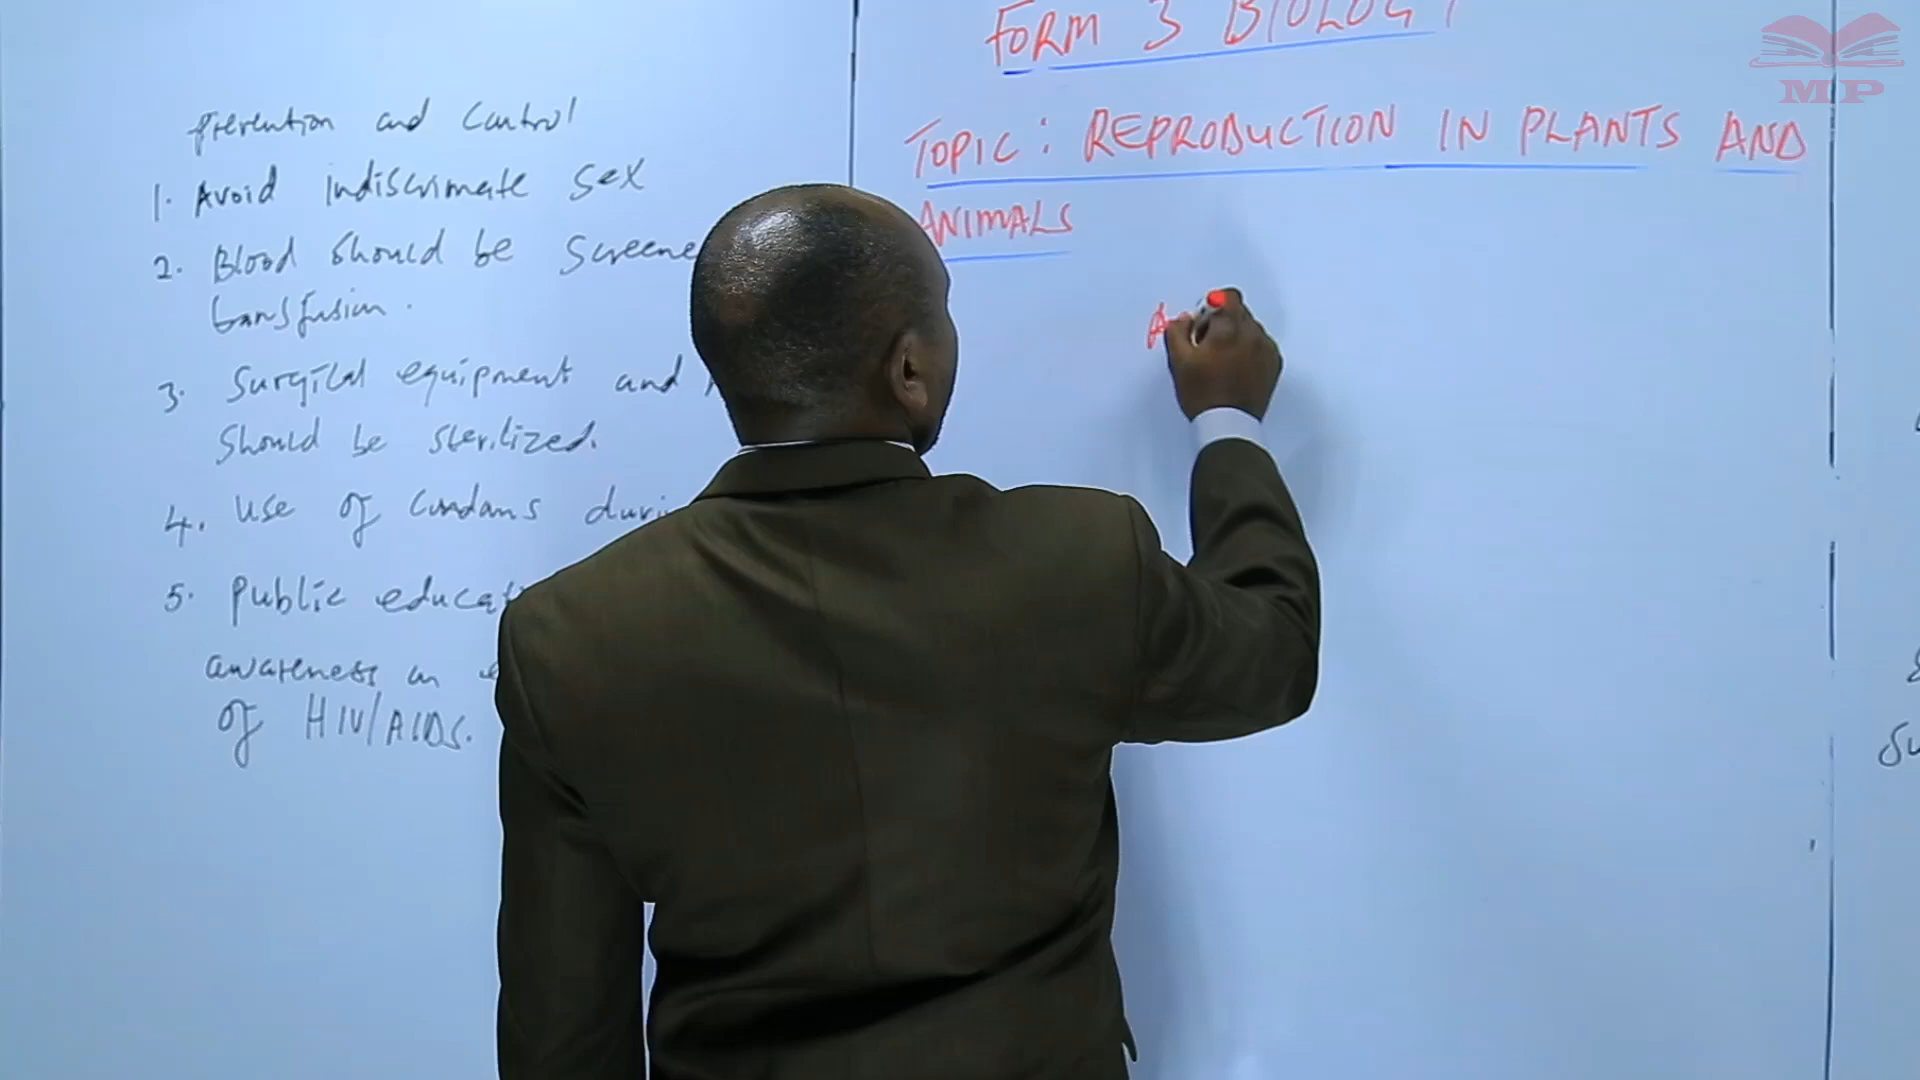 prevention and control
1. Avoid indiscrimate sex
2. Blood should be screene
transfusion.
3. Surgical equipment and
should be sterilized.
4. Use of condoms duri
5. public educat
awareness on
of HIV/AIDS.
FORM 3 BIOLOGY
TOPIC: REPRODUCTION IN PLANTS AND
ANIMALS
MP